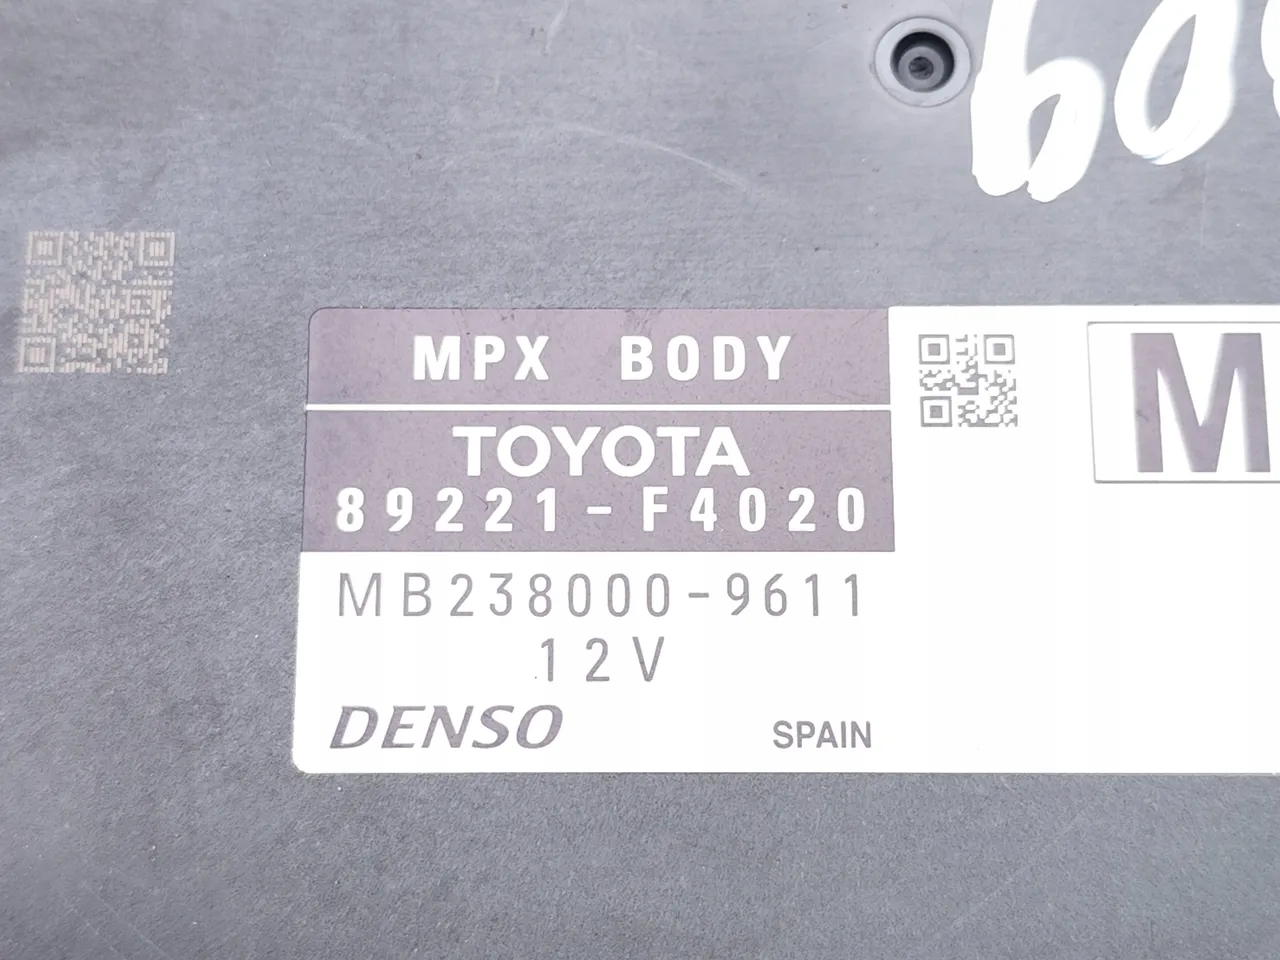 MPX BODY
M
TOYOTA
89221-F4020
MB238000-9611
12V
DENSO
SPAIN